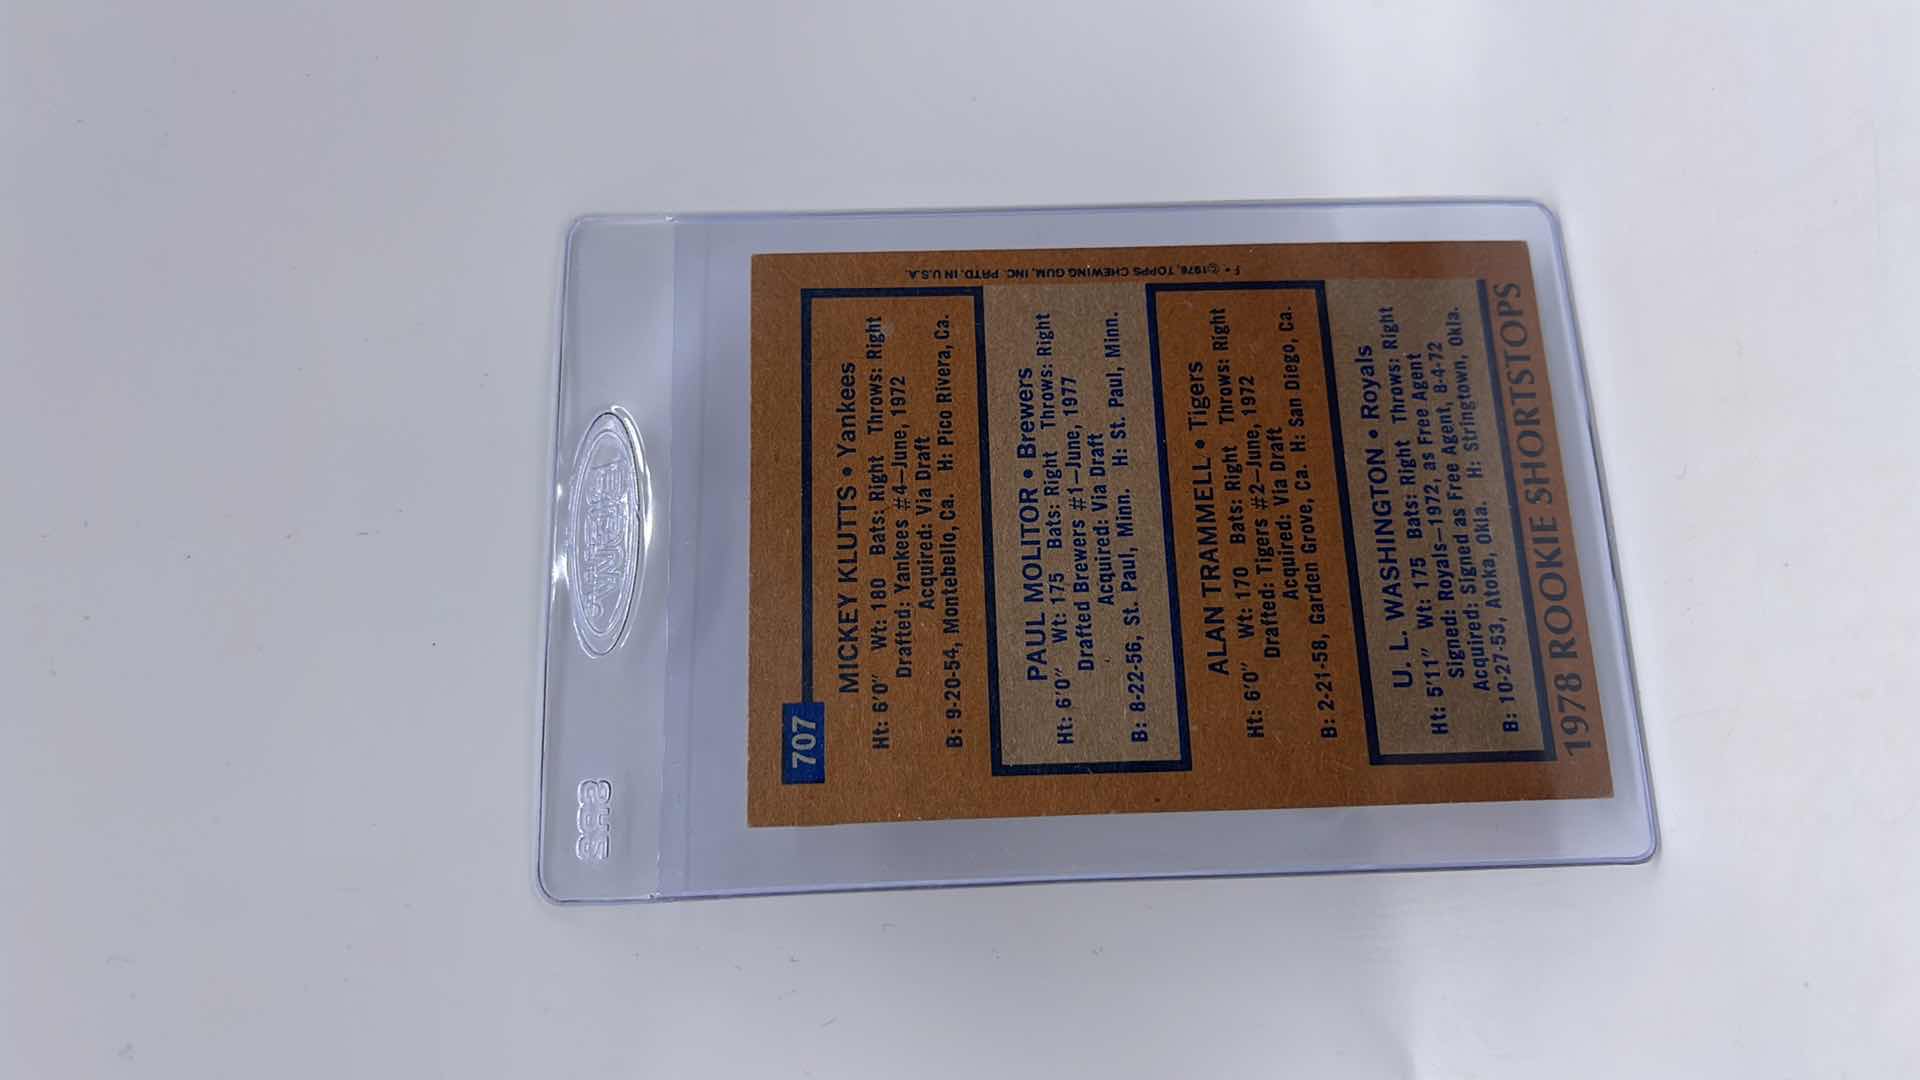 707
MICKEY KLUTTS • Yankees
Ht: 6'0" Wt: 180 Bats: Right Throws: Right
Drafted: Yankees #4—June, 1972
Acquired: Via Draft
B: 9-20-54, Montebello, Ca. H: Pico Rivera, Ca.
PAUL MOLITOR • Brewers
Ht: 6'0" Wt: 175 Bats: Right Throws: Right
Drafted Brewers #1—June, 1977
Acquired: Via Draft
B: 8-22-56, St. Paul, Minn. H: St. Paul, Minn.
ALAN TRAMMELL • Tigers
Ht: 6'0" Wt: 170 Bats: Right Throws: Right
Drafted: Tigers #2—June, 1972
Acquired: Via Draft
B: 2-21-58, Garden Grove, Ca. H: San Diego, Ca.
U. L. WASHINGTON • Royals
Ht: 5'11" Wt: 175 Bats: Right Throws: Right
Signed: Royals—1972, as Free Agent
Acquired: Signed as Free Agent, 8-4-72
B: 10-27-53, Atoka, Okla. H: Stringtown, Okla.
1978 ROOKIE SHORTSTOPS
F • © 1978, TOPPS CHEWING GUM, INC. PRTD. IN U.S.A.